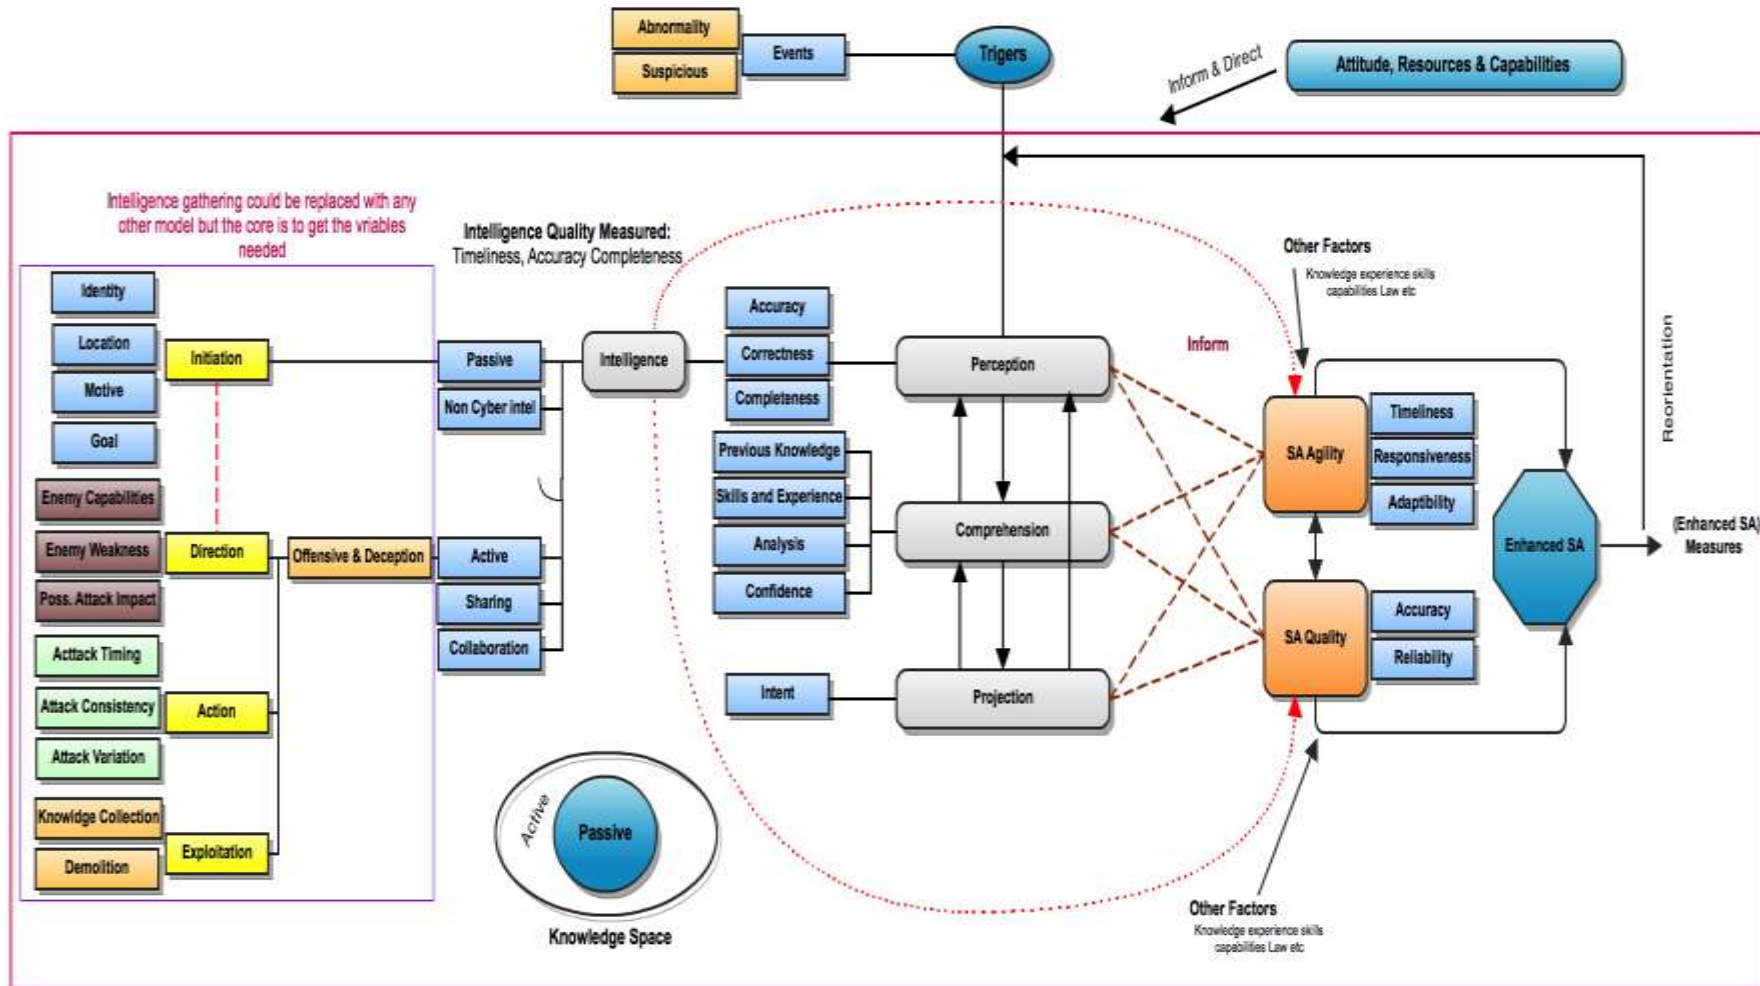 Abnormality
Suspicious
Events
Trigers
Inform & Direct
Attitude, Resources & Capabilities
Intelligence gathering could be replaced with any
other model but the core is to get the vriables
needed
Intelligence Quality Measured:
Timeliness, Accuracy Completeness
Identity
Location
Motive
Goal
Enemy Capabilities
Enemy Weakness
Poss. Attack Impact
Acttack Timing
Attack Consistency
Attack Variation
Knowldge Collection
Demolition
Initiation
Direction
Action
Exploitation
Offensive & Deception
Passive
Non Cyber intel
Active
Sharing
Collaboration
Intelligence
Accuracy
Correctness
Completeness
Previous Knowledge
Skills and Experience
Analysis
Confidence
Intent
Perception
Comprehension
Projection
Active
Passive
Knowledge Space
Inform
Other Factors
Knowledge experience skills
capabilities Law etc
SA Agility
Timeliness
Responsiveness
Adaptibility
SA Quality
Accuracy
Reliability
Other Factors
Knowledge experience skills
capabilities Law etc
Enhanced SA
Reorientation
(Enhanced SA)
Measures